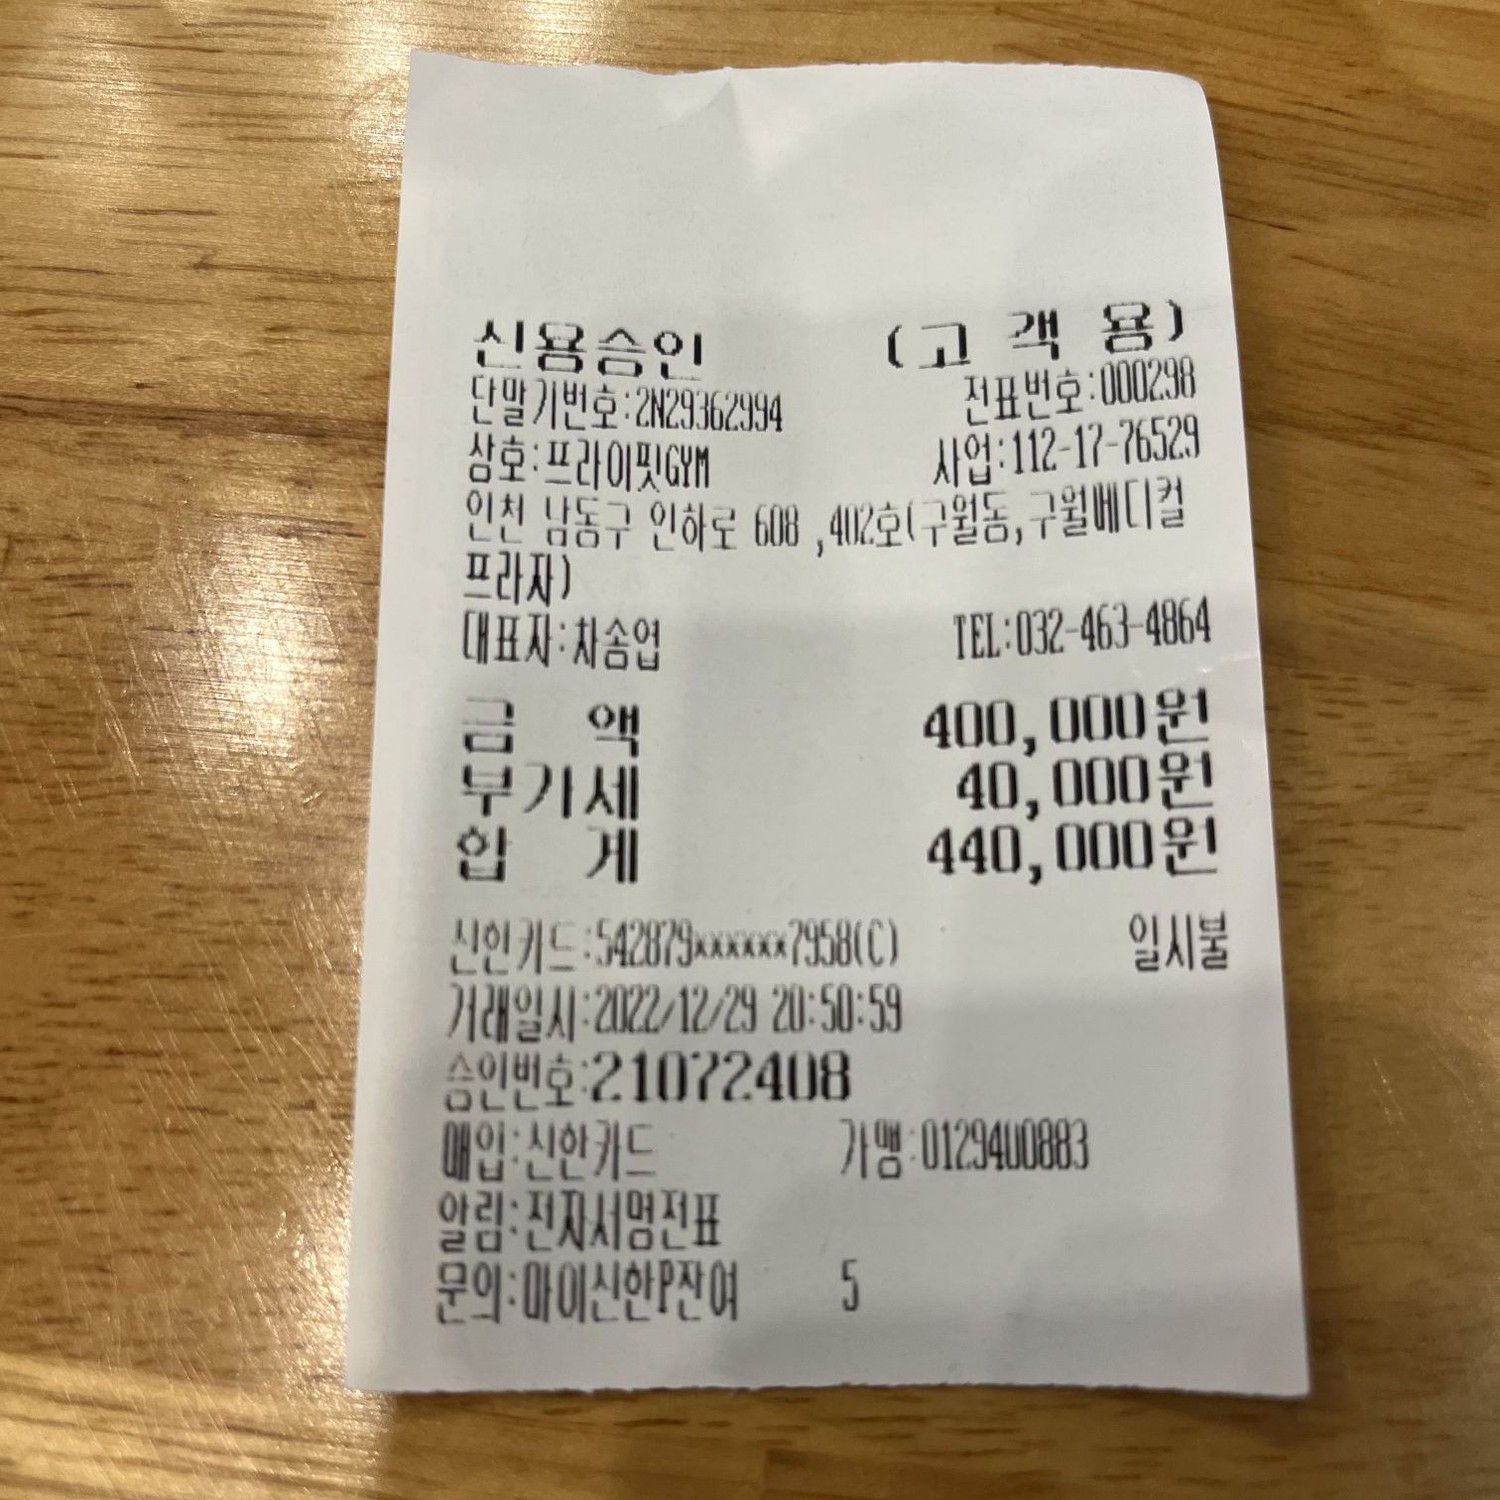 신용승인 (고 객 용)
단말기번호:2N29362994 전표번호:000298
상호:프라이핏GYM 사업:112-17-76529
인천 남동구 인하로 608 ,402호(구월동,구월메디컬
프라자)
대표자:차송업 TEL:032-463-4864
금 액 400,000원
부가세 40,000원
합 계 440,000원
신한카드:542879xxxxxx7958(C) 일시불
거래일시:2022/12/29 20:50:59
승인번호:21072408
매입:신한카드 가맹:0129400883
알림:전자서명전표
문의:마이신한P잔여 5